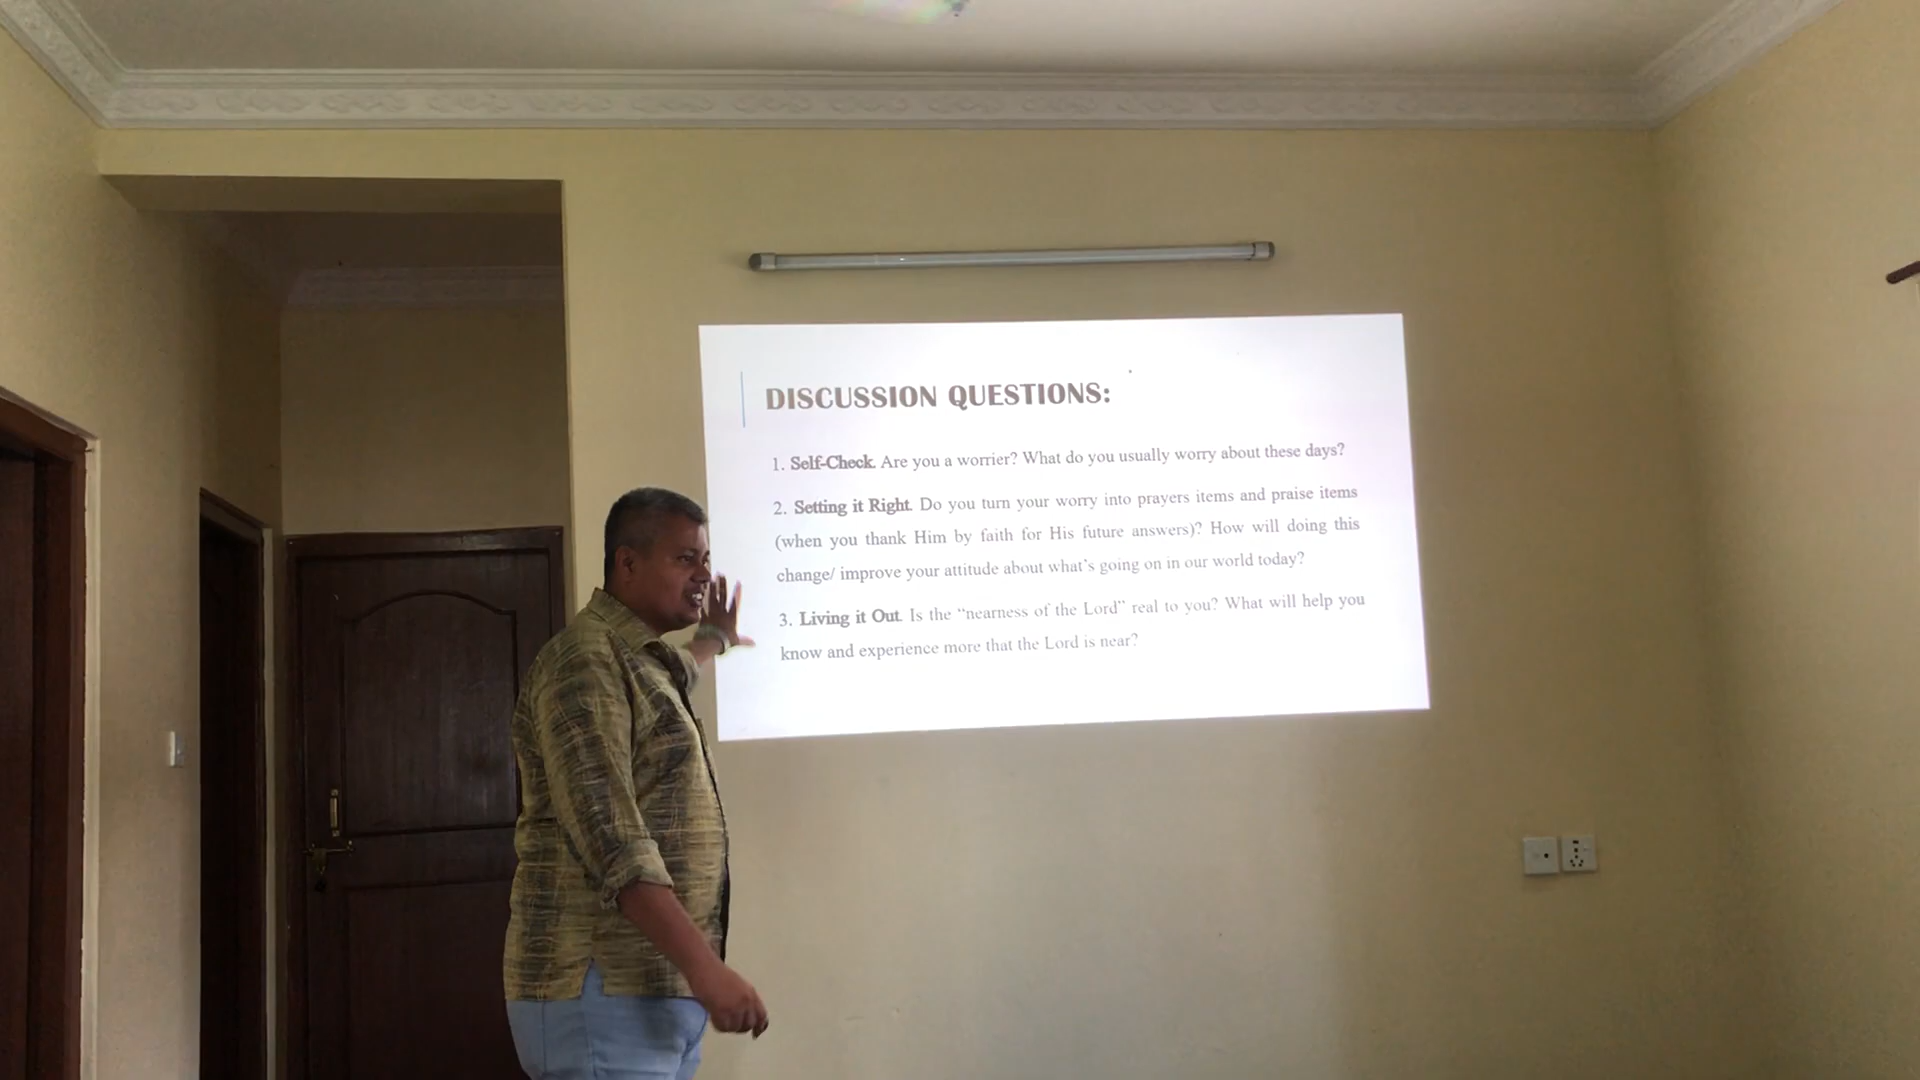 DISCUSSION QUESTIONS:
1. Self-Check. Are you a worrier? What do you usually worry about these days?
2. Setting it Right. Do you turn your worry into prayers items and praise items
(when you thank Him by faith for His future answers)? How will doing this
change/ improve your attitude about what's going on in our world today?
3. Living it Out. Is the “nearness of the Lord” real to you? What will help you
know and experience more that the Lord is near?